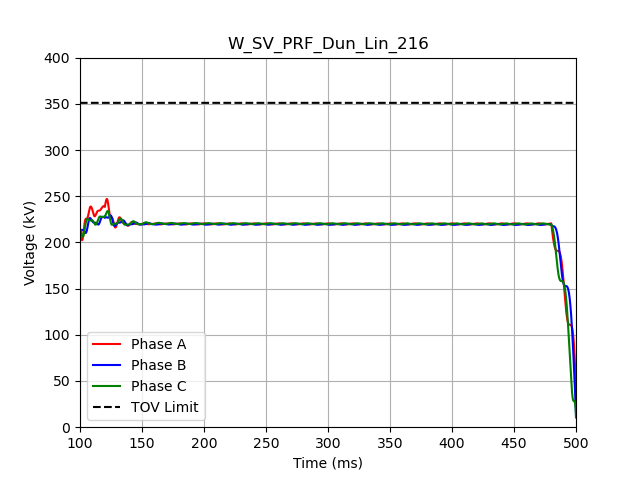 W_SV_PRF_Dun_Lin_216
Voltage (kV)
400
350
300
250
200
150
100
50
0
Phase A
Phase B
Phase C
TOV Limit
100 150 200 250 300 350 400 450 500
Time (ms)